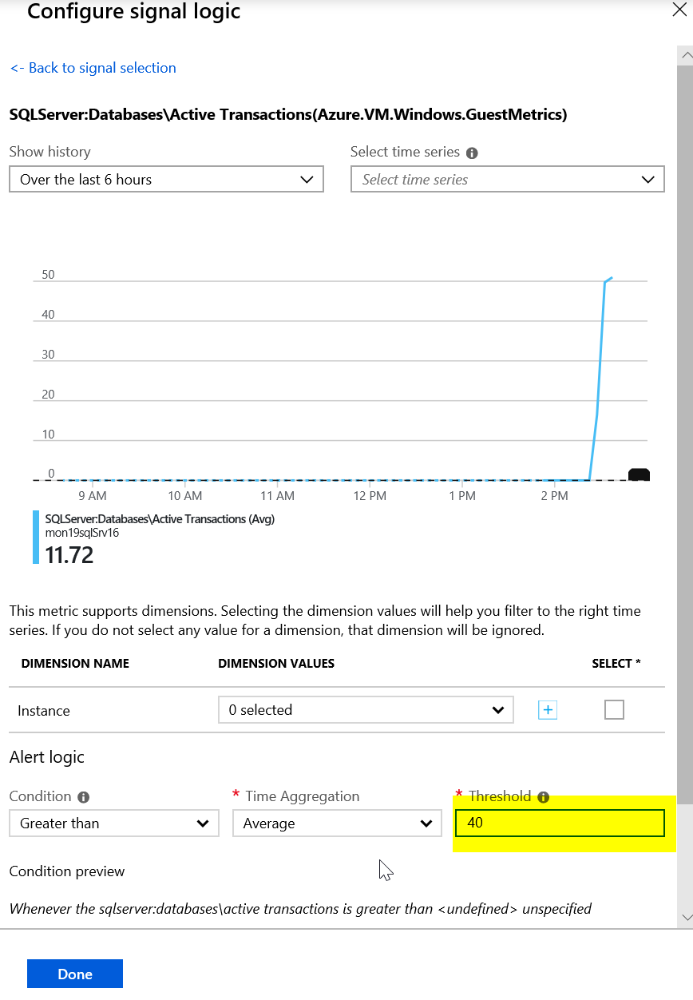 Configure signal logic
<- Back to signal selection
SQLServer:Databases\Active Transactions(Azure.VM.Windows.GuestMetrics)
Show history
Select time series
Over the last 6 hours
Select time series
50
40
30
20
10
0
9 AM 10 AM 11 AM 12 PM 1 PM 2 PM
SQLServer:Databases\Active Transactions (Avg)
mon19sqlSrv16
11.72
This metric supports dimensions. Selecting the dimension values will help you filter to the right time
series. If you do not select any value for a dimension, that dimension will be ignored.
DIMENSION NAME DIMENSION VALUES SELECT *
Instance 0 selected
Alert logic
Condition * Time Aggregation * Threshold
Greater than Average 40
Condition preview
Whenever the sqlserver:databases\active transactions is greater than <undefined> unspecified
Done